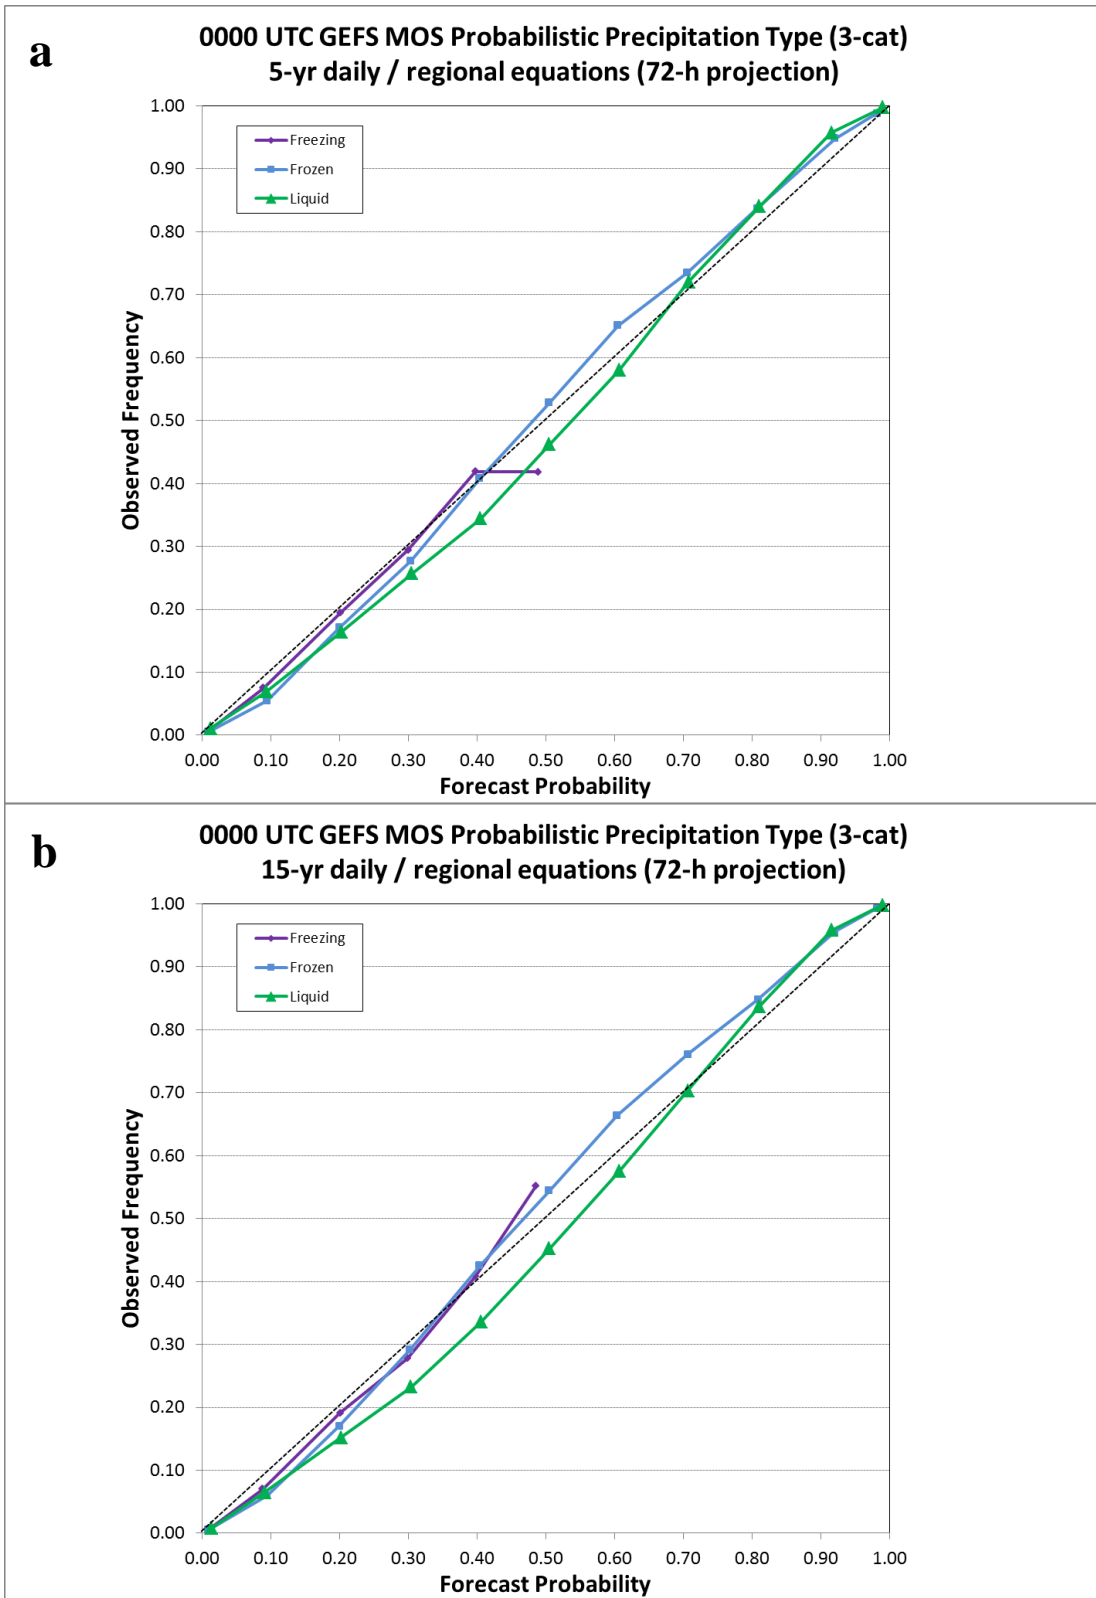 a
0000 UTC GEFS MOS Probabilistic Precipitation Type (3-cat)
5-yr daily / regional equations (72-h projection)
1.00
0.90
0.80
0.70
0.60
0.50
0.40
0.30
0.20
0.10
0.00
Observed Frequency
Freezing
Frozen
Liquid
0.00 0.10 0.20 0.30 0.40 0.50 0.60 0.70 0.80 0.90 1.00
Forecast Probability
b
0000 UTC GEFS MOS Probabilistic Precipitation Type (3-cat)
15-yr daily / regional equations (72-h projection)
1.00
0.90
0.80
0.70
0.60
0.50
0.40
0.30
0.20
0.10
0.00
Observed Frequency
Freezing
Frozen
Liquid
0.00 0.10 0.20 0.30 0.40 0.50 0.60 0.70 0.80 0.90 1.00
Forecast Probability